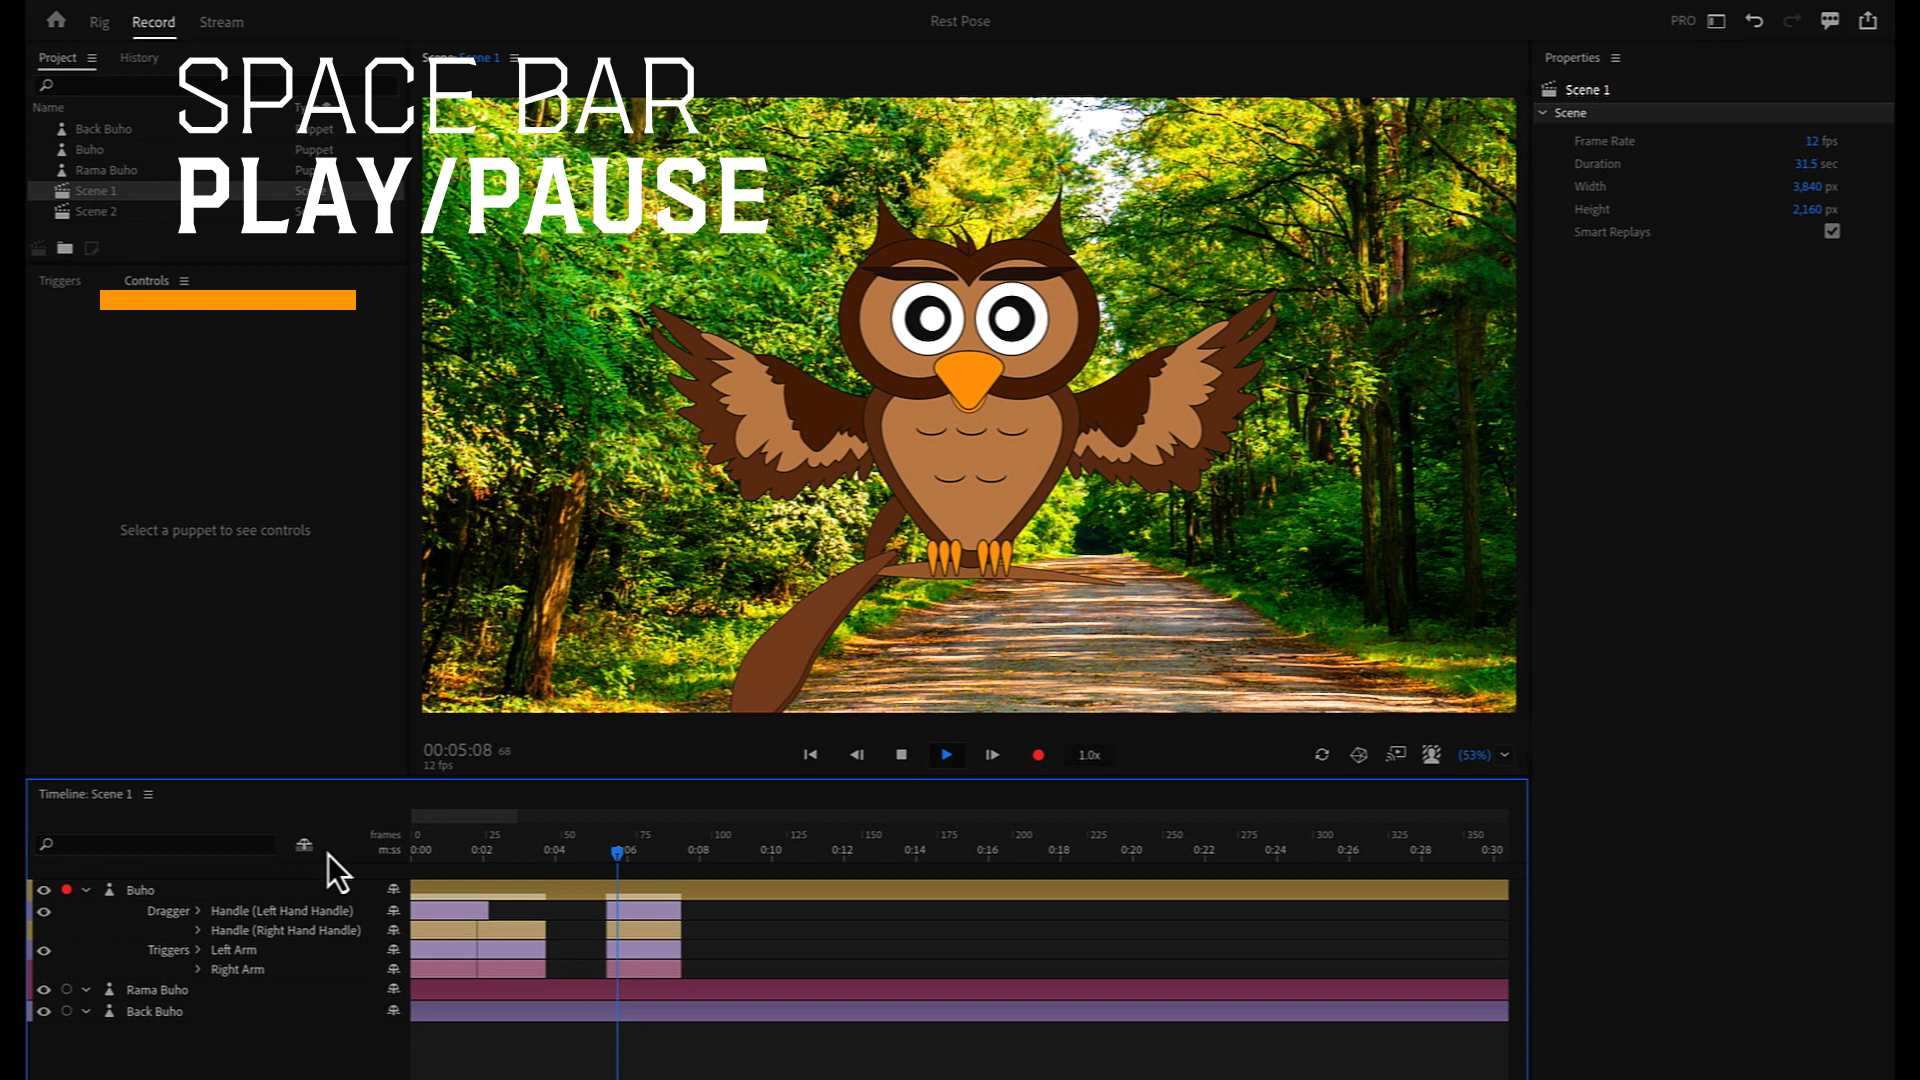 Rig Record Stream Rest Pose PRO
Project History Scene: Scene 1 Properties
SPACE BAR
PLAY/PAUSE
Name
Back Buho Puppet
Buho Puppet
Rama Buho
Scene 1
Scene 2
Triggers Controls
Select a puppet to see controls
Scene 1
Scene
Frame Rate 12 fps
Duration 31.5 sec
Width 3,840 px
Height 2,160 px
Smart Replays
00:05:08 68
12 fps
1.0x
(53%)
Timeline: Scene 1
frames 0 25 50 75 100 125 150 175 200 225 250 275 300 325 350
m:ss 0:00 0:02 0:04 0:06 0:08 0:10 0:12 0:14 0:16 0:18 0:20 0:22 0:24 0:26 0:28 0:30
Buho
Dragger Handle (Left Hand Handle)
Handle (Right Hand Handle)
Triggers Left Arm
Right Arm
Rama Buho
Back Buho